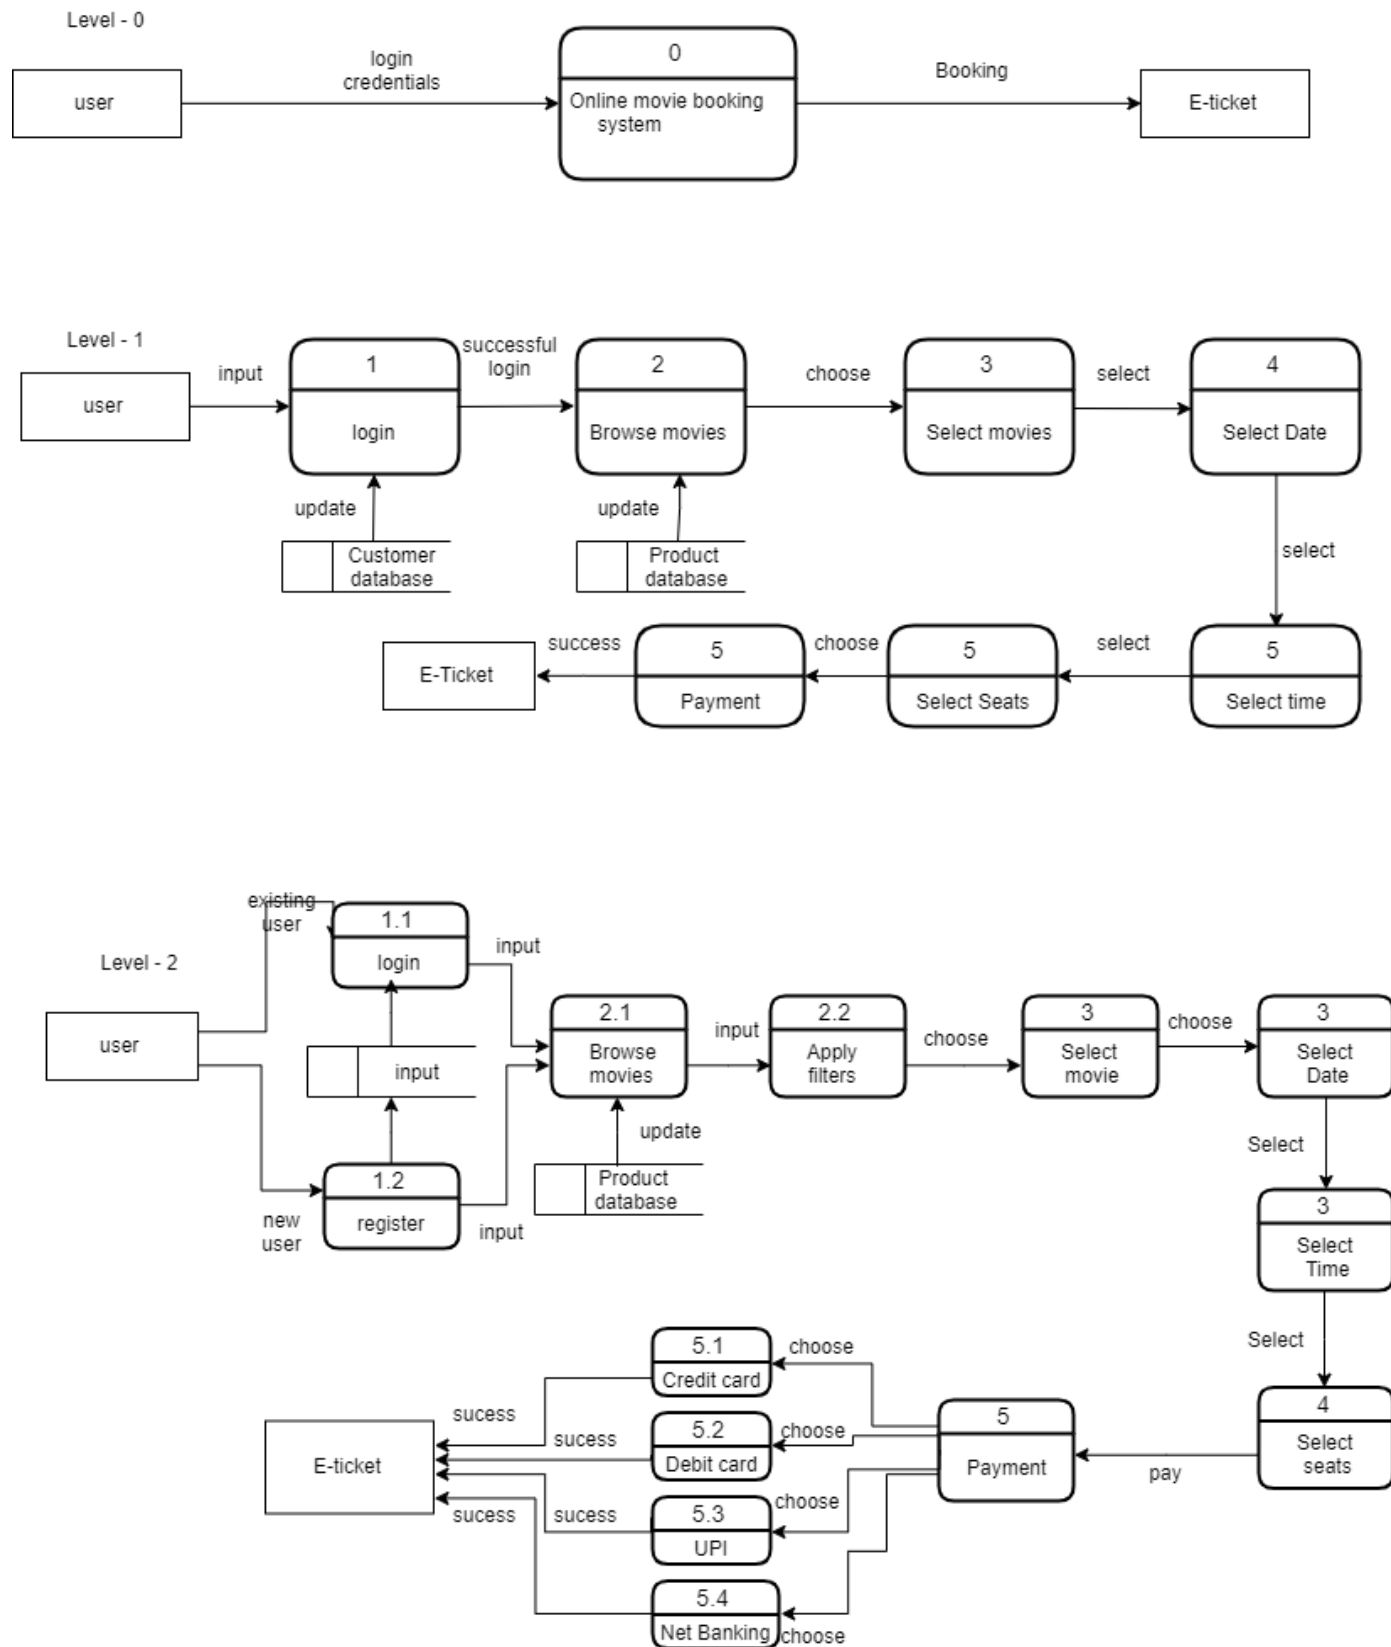 Level - 0
user
login
credentials
0
Online movie booking
system
Booking
E-ticket
Level - 1
user
input
1
login
successful
login
2
Browse movies
choose
3
Select movies
select
4
Select Date
update
Customer
database
update
Product
database
select
E-Ticket
success
5
Payment
choose
5
Select Seats
select
5
Select time
Level - 2
user
existing
user
1.1
login
input
input
new
user
1.2
register
input
2.1
Browse
movies
update
Product
database
input
2.2
Apply
filters
choose
3
Select
movie
choose
3
Select
Date
Select
3
Select
Time
Select
4
Select
seats
pay
5
Payment
choose
5.1
Credit card
sucess
choose
5.2
Debit card
sucess
choose
5.3
UPI
sucess
choose
5.4
Net Banking
sucess
E-ticket